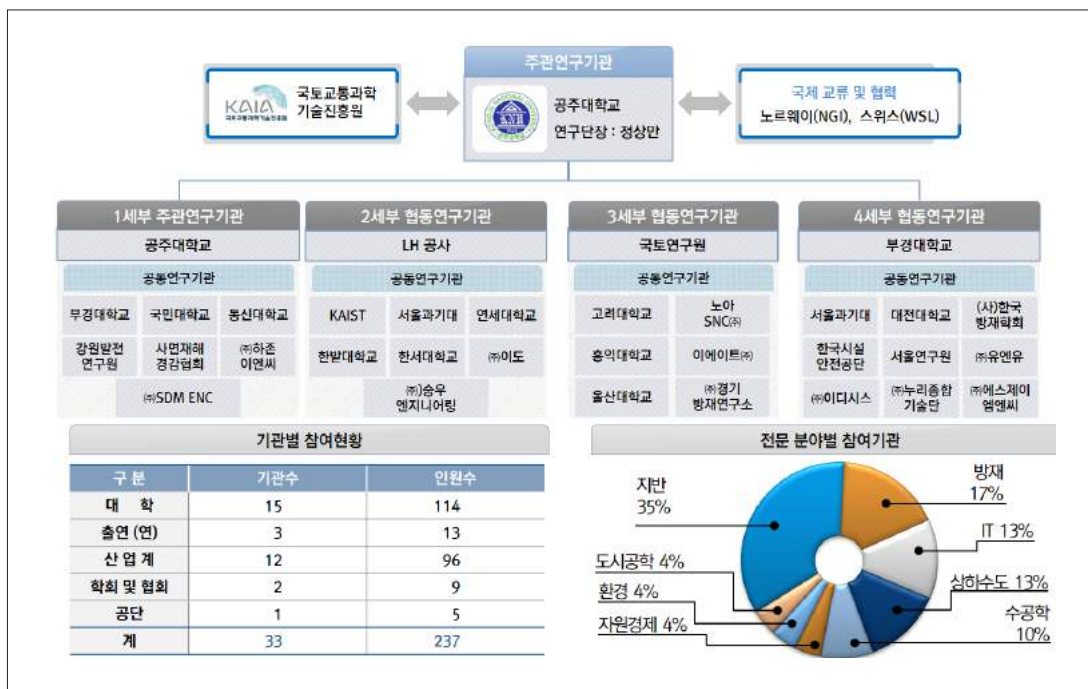 주관연구기관
KAIA
국토교통과학기술진흥원
국토교통과학
기술진흥원
KNU
공주대학교
연구단장 : 정상만
국제 교류 및 협력
노르웨이(NGI), 스위스(WSL)
1세부 주관연구기관
공주대학교
공동연구기관
부경대학교 국민대학교 동신대학교
강원발전
연구원
사면재해
경감협회
㈜하존
이엔씨
㈜SDM ENC
2세부 협동연구기관
LH 공사
공동연구기관
KAIST 서울과기대 연세대학교
한밭대학교 한서대학교 ㈜이도
㈜)승우
엔지니어링
3세부 협동연구기관
국토연구원
공동연구기관
고려대학교
노아
SNC㈜
홍익대학교 이에이트㈜
울산대학교
㈜경기
방재연구소
4세부 협동연구기관
부경대학교
공동연구기관
서울과기대 대전대학교
(사)한국
방재학회
한국시설
안전공단
서울연구원 ㈜유엔유
㈜이디시스
㈜누리종합
기술단
㈜에스제이
엠앤씨
기관별 참여현황
구 분 기관수 인원수
대 학 15 114
출연 (연) 3 13
산 업 계 12 96
학회 및 협회 2 9
공단 1 5
계 33 237
전문 분야별 참여기관
지반
35%
방재
17%
IT 13%
상하수도 13%
수공학
10%
도시공학 4%
환경 4%
자원경제 4%